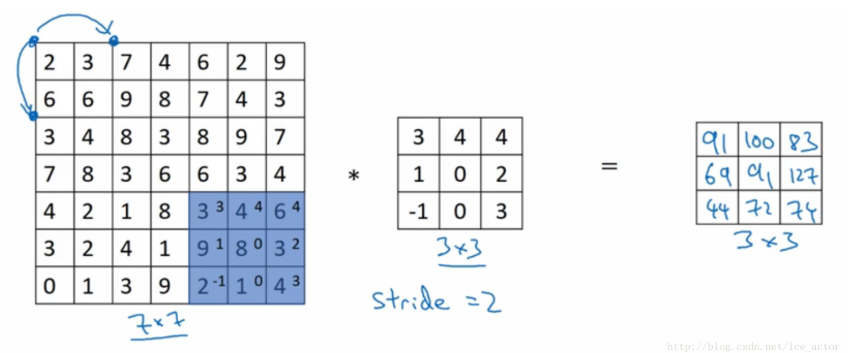 2 3 7 4 6 2 9
6 6 9 8 7 4 3
3 4 8 3 8 9 7
7 8 3 6 6 3 4
4 2 1 8 3 3 4 4 6 4
3 2 4 1 9 1 8 0 3 2
0 1 3 9 2 -1 1 0 4 3
7×7
*
3 4 4
1 0 2
-1 0 3
3×3
stride = 2
=
91 100 83
69 91 127
44 72 74
3×3
http://blog.csdn.net/ice_actor